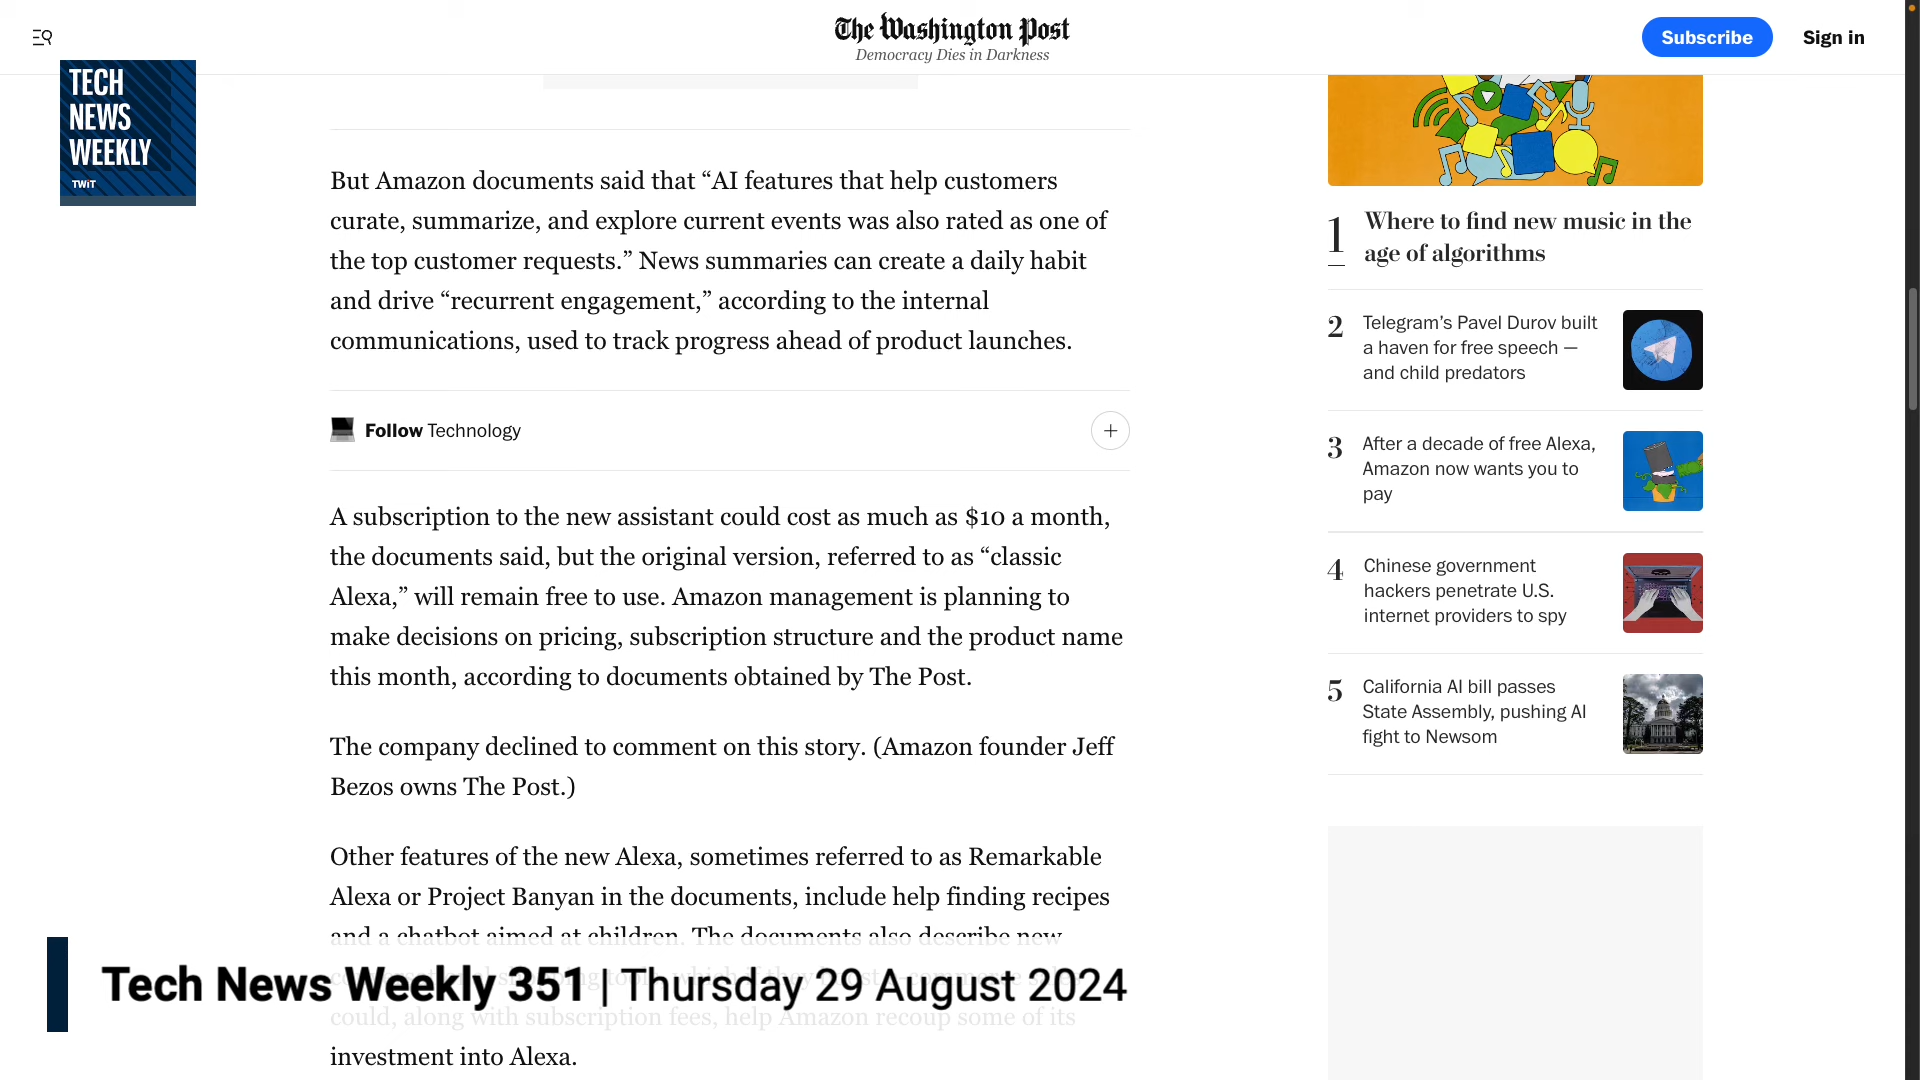 The Washington Post
Democracy Dies in Darkness
Subscribe
Sign in
TECH
NEWS
WEEKLY
TWiT
But Amazon documents said that “AI features that help customers
curate, summarize, and explore current events was also rated as one of
the top customer requests.” News summaries can create a daily habit
and drive “recurrent engagement,” according to the internal
communications, used to track progress ahead of product launches.
Follow Technology
A subscription to the new assistant could cost as much as $10 a month,
the documents said, but the original version, referred to as “classic
Alexa,” will remain free to use. Amazon management is planning to
make decisions on pricing, subscription structure and the product name
this month, according to documents obtained by The Post.
The company declined to comment on this story. (Amazon founder Jeff
Bezos owns The Post.)
Other features of the new Alexa, sometimes referred to as Remarkable
Alexa or Project Banyan in the documents, include help finding recipes
and a chatbot aimed at children. The documents also describe new
could, along with subscription fees, help Amazon recoup some of its
investment into Alexa.
1 Where to find new music in the
age of algorithms
2 Telegram’s Pavel Durov built
a haven for free speech —
and child predators
3 After a decade of free Alexa,
Amazon now wants you to
pay
4 Chinese government
hackers penetrate U.S.
internet providers to spy
5 California AI bill passes
State Assembly, pushing AI
fight to Newsom
Tech News Weekly 351 | Thursday 29 August 2024